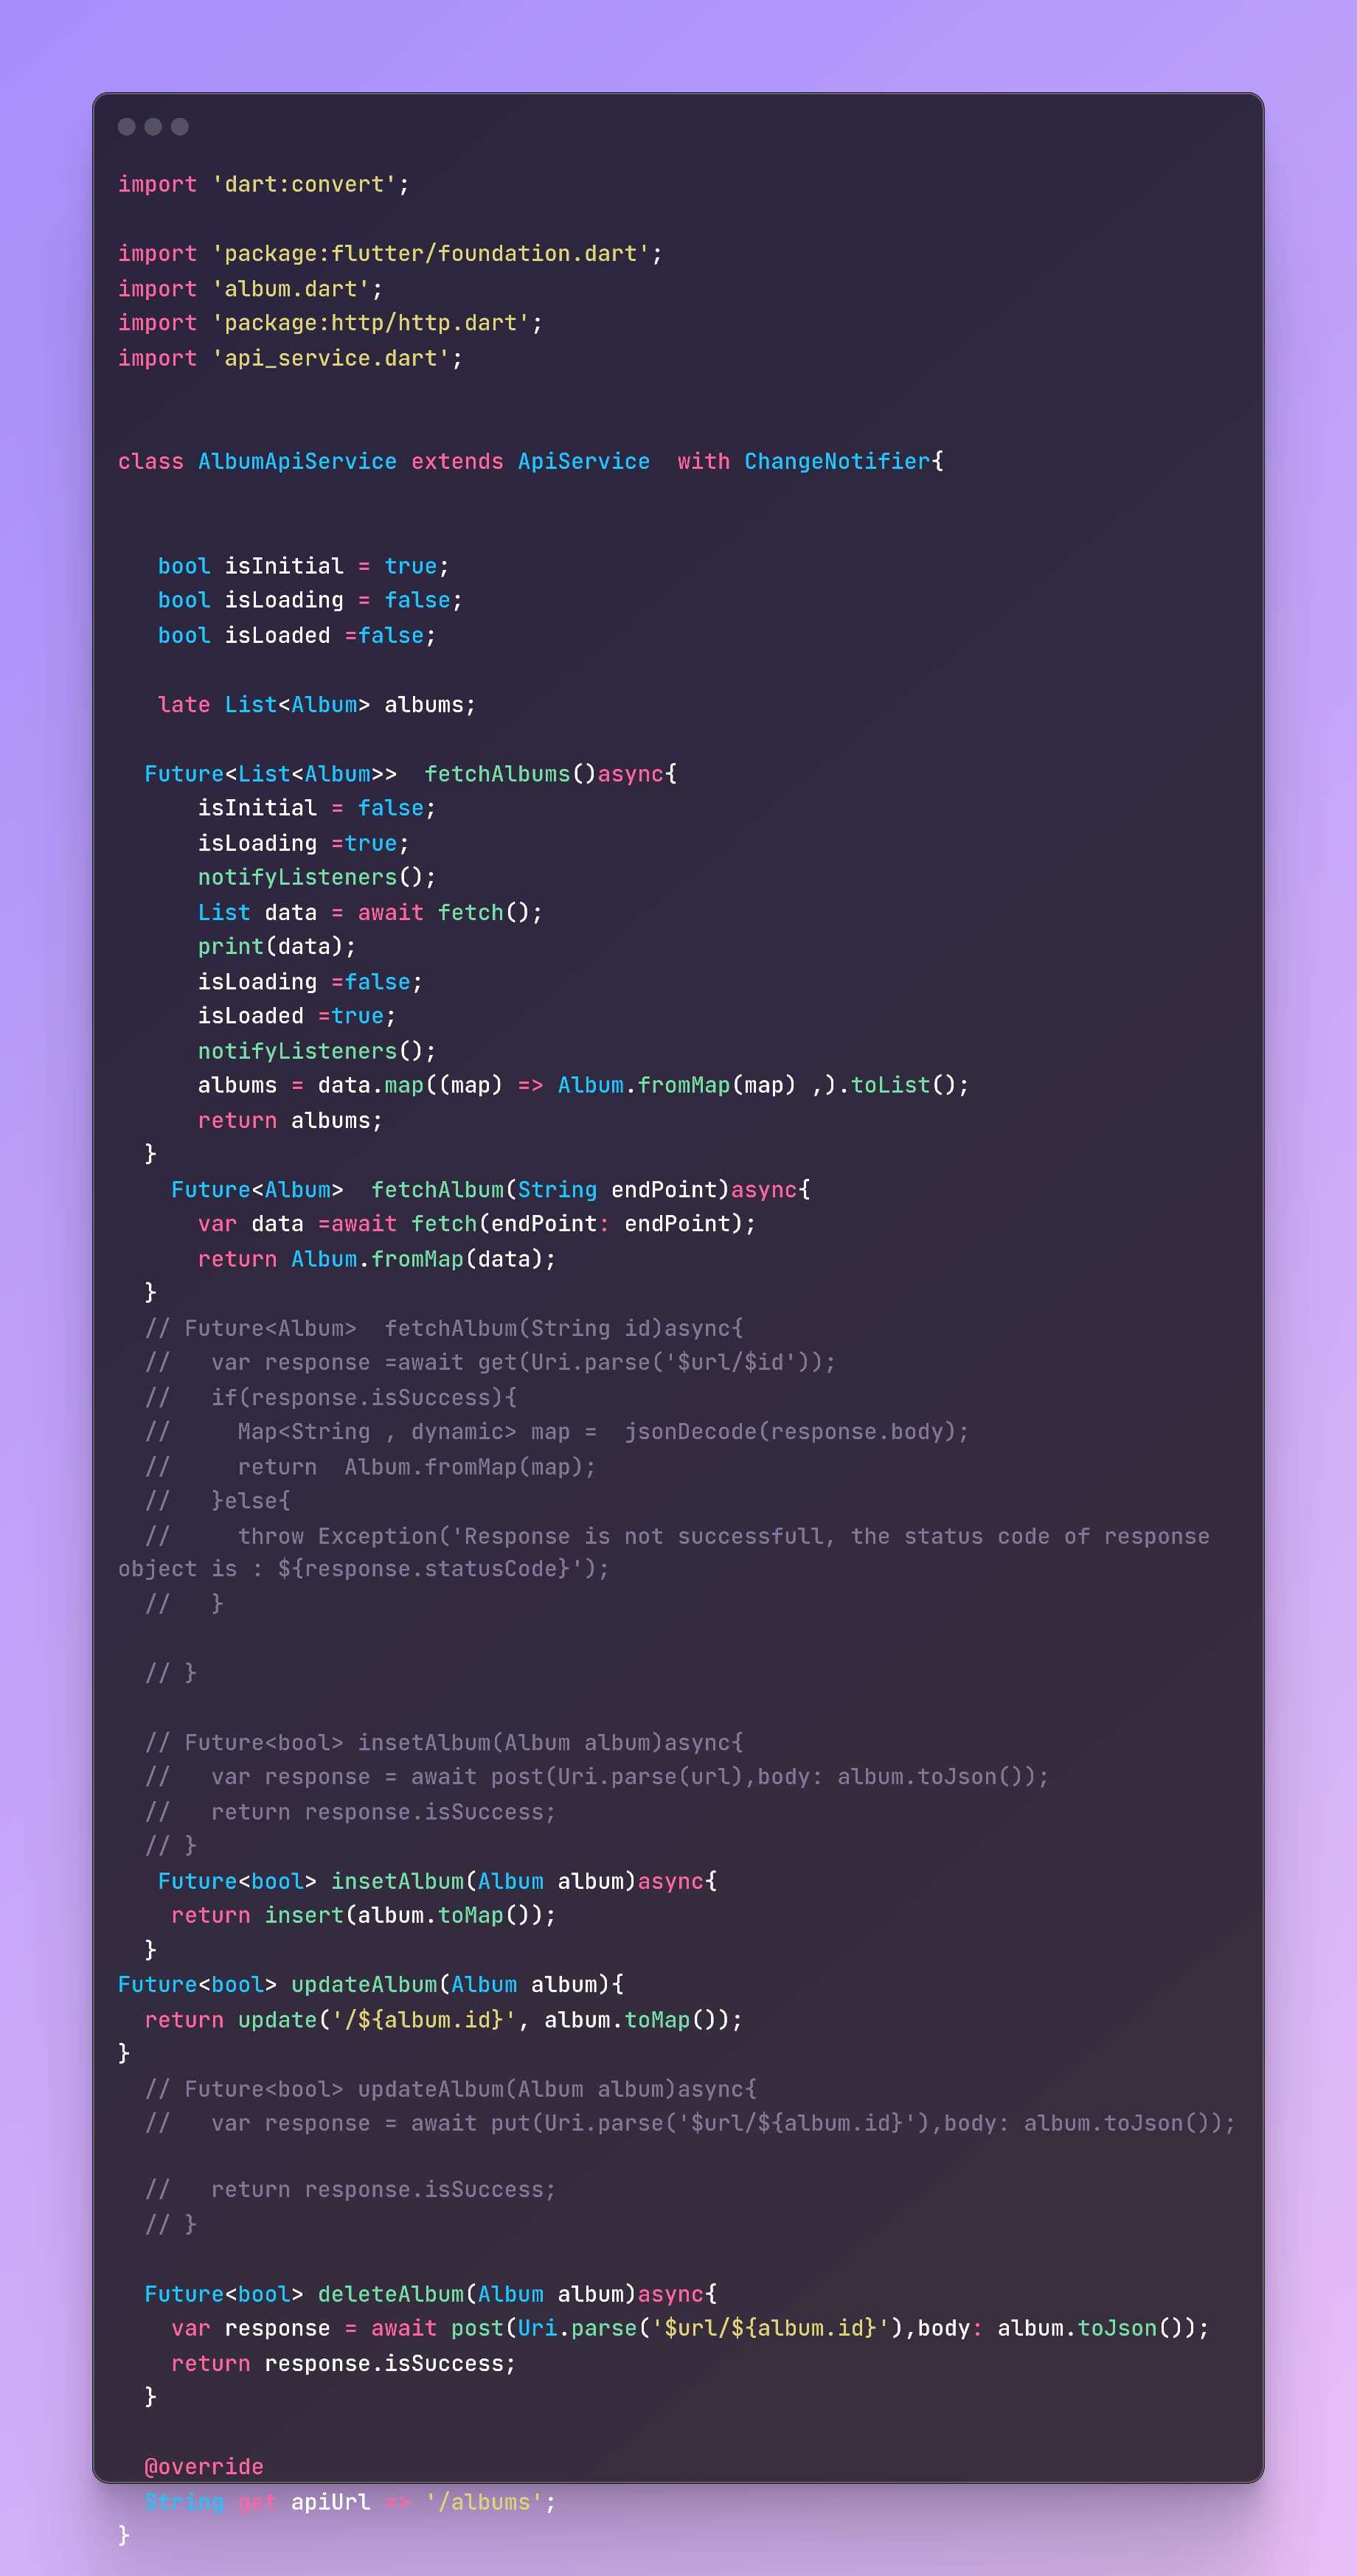 import 'dart:convert';
import 'package:flutter/foundation.dart';
import 'album.dart';
import 'package:http/http.dart';
import 'api_service.dart';
class AlbumApiService extends ApiService  with ChangeNotifier{
   bool isInitial = true;
   bool isLoading = false;
   bool isLoaded =false;
   late List<Album> albums;
  Future<List<Album>>  fetchAlbums()async{
      isInitial = false;
      isLoading =true;
      notifyListeners();
      List data = await fetch();
      print(data);
      isLoading =false;
      isLoaded =true;
      notifyListeners();
      albums = data.map((map) => Album.fromMap(map) ,).toList();
      return albums;
  }
    Future<Album>  fetchAlbum(String endPoint)async{
      var data =await fetch(endPoint: endPoint);
      return Album.fromMap(data);
  }
  // Future<Album>  fetchAlbum(String id)async{
  //   var response =await get(Uri.parse('$url/$id'));
  //   if(response.isSuccess){
  //     Map<String , dynamic> map =  jsonDecode(response.body);
  //     return  Album.fromMap(map);
  //   }else{
  //     throw Exception('Response is not successfull, the status code of response
object is : ${response.statusCode}');
  //   }
  // }
  // Future<bool> insetAlbum(Album album)async{
  //   var response = await post(Uri.parse(url),body: album.toJson());
  //   return response.isSuccess;
  // }
   Future<bool> insetAlbum(Album album)async{
    return insert(album.toMap());
  }
Future<bool> updateAlbum(Album album){
  return update('/${album.id}', album.toMap());
}
  // Future<bool> updateAlbum(Album album)async{
  //   var response = await put(Uri.parse('$url/${album.id}'),body: album.toJson());
  //   return response.isSuccess;
  // }
  Future<bool> deleteAlbum(Album album)async{
    var response = await post(Uri.parse('$url/${album.id}'),body: album.toJson());
    return response.isSuccess;
  }
  @override
  String get apiUrl => '/albums';
}